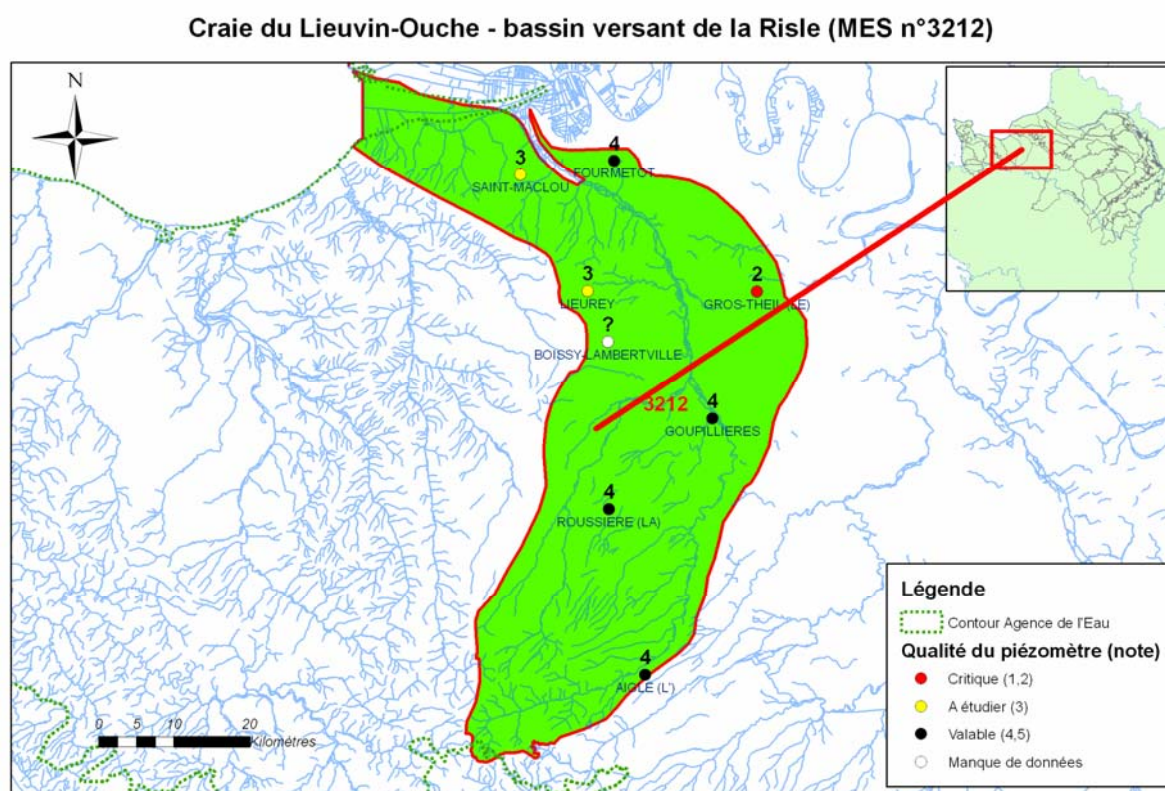 Craie du Lieuvin-Ouche - bassin versant de la Risle (MES n°3212)
N
4
FOURMETOT
3
SAINT-MACLOU
3
LIEUREY
2
GROS-THEIL (LE)
?
BOISSY-LAMBERTVILLE
3212
4
GOUPILLIERES
4
ROUSSIERE (LA)
4
AIGLE (L')
0 5 10 20
Kilomètres
Légende
Contour Agence de l'Eau
Qualité du piézomètre (note)
Critique (1,2)
A étudier (3)
Valable (4,5)
Manque de données